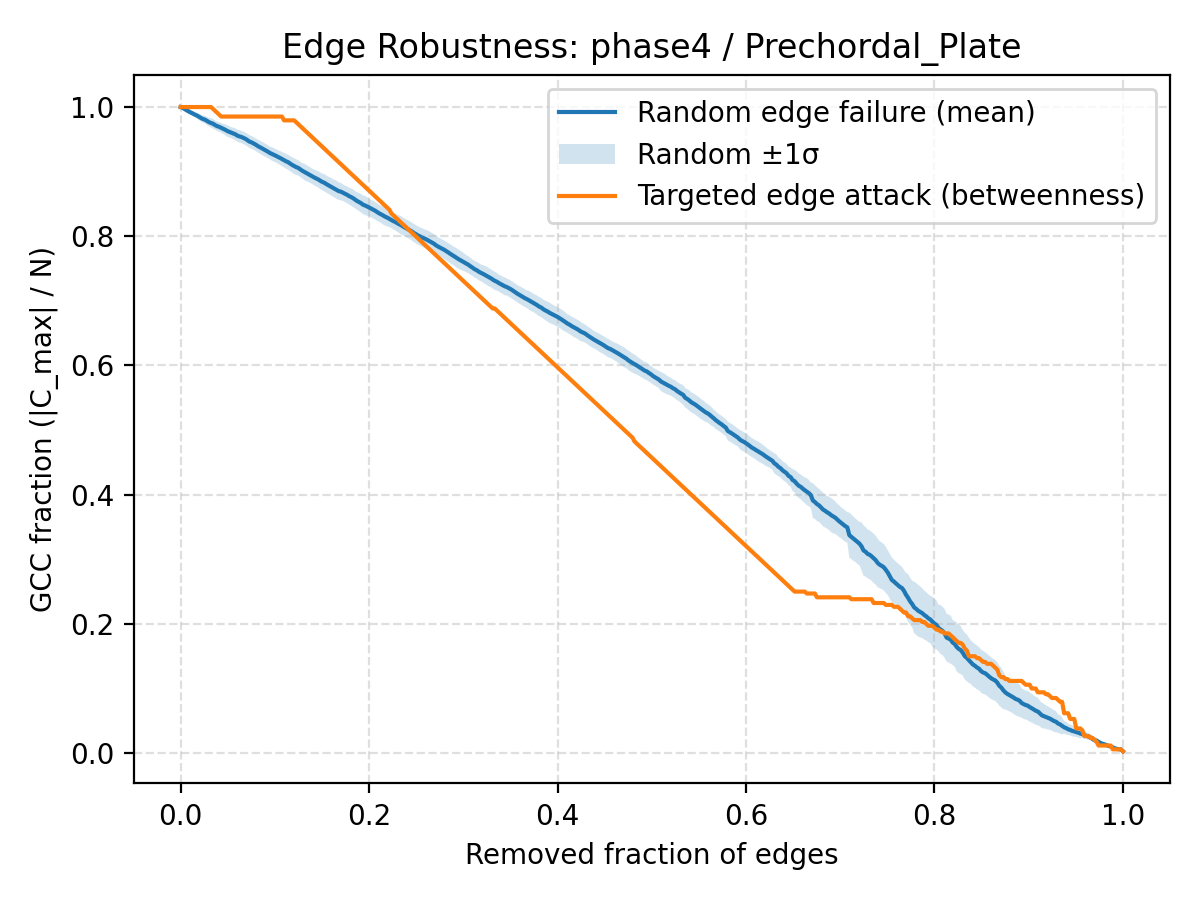 Edge Robustness: phase4 / Prechordal_Plate
Random edge failure (mean)
Random ±1σ
Targeted edge attack (betweenness)
GCC fraction (|C_max| / N)
1.0
0.8
0.6
0.4
0.2
0.0
0.0 0.2 0.4 0.6 0.8 1.0
Removed fraction of edges